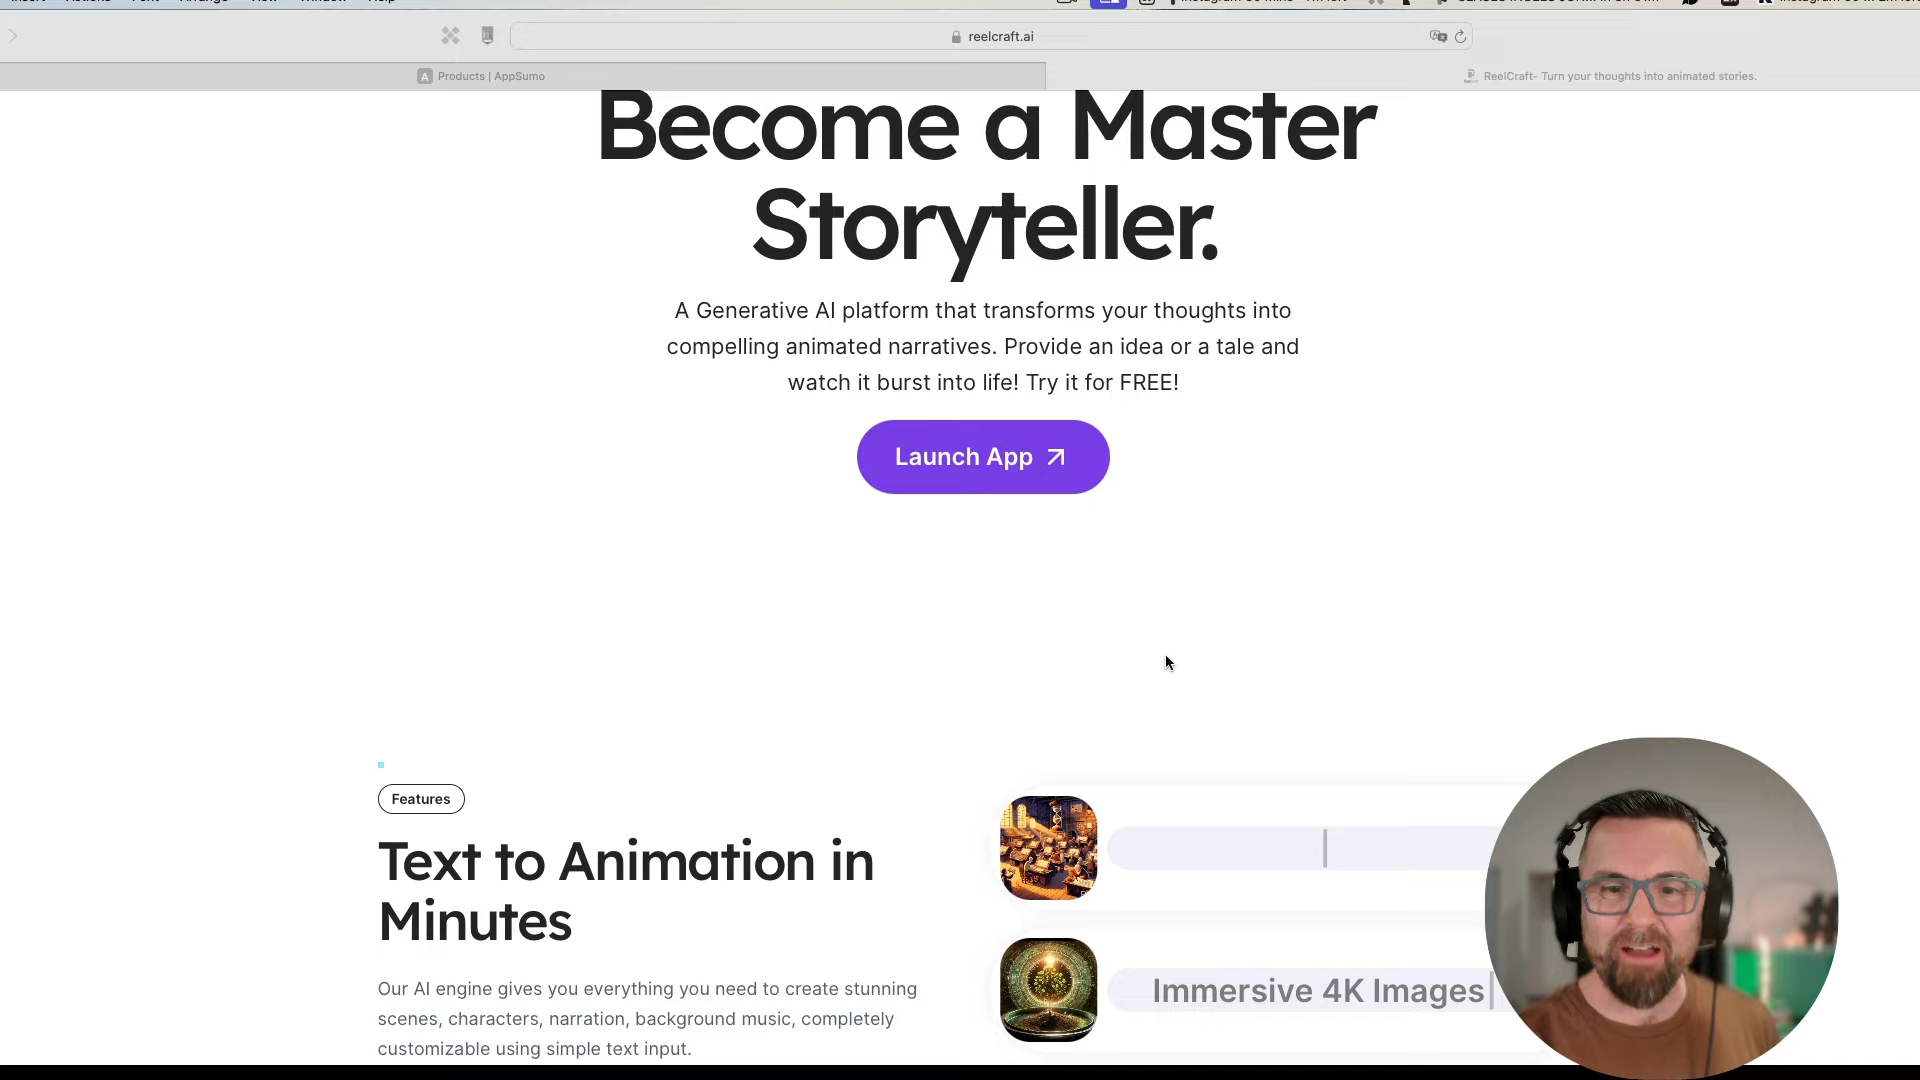 Window
Help
reelcraft.ai
Products | AppSumo
ReelCraft- Turn your thoughts into animated stories.
Become a Master
Storyteller.
A Generative AI platform that transforms your thoughts into
compelling animated narratives. Provide an idea or a tale and
watch it burst into life! Try it for FREE!
Launch App
Features
Text to Animation in
Minutes
Our AI engine gives you everything you need to create stunning
scenes, characters, narration, background music, completely
customizable using simple text input.
Immersive 4K Images